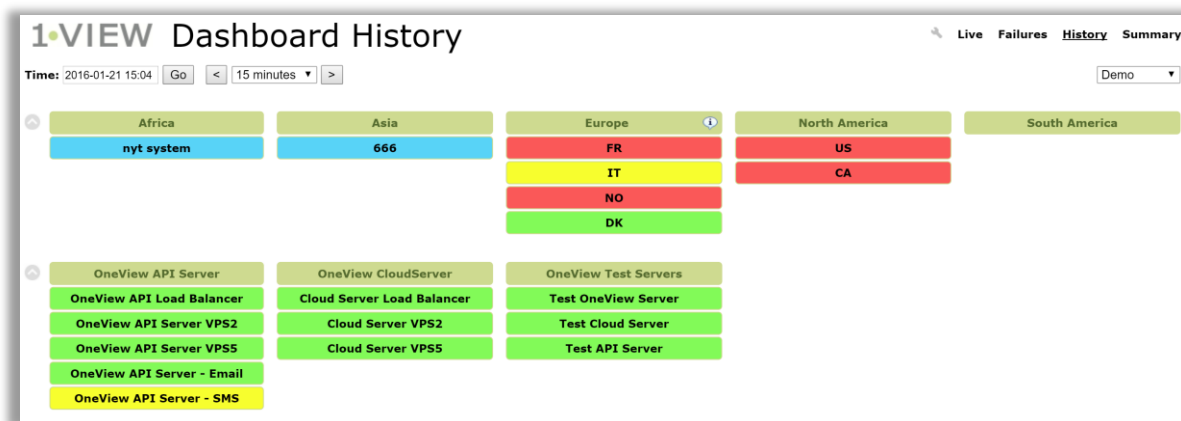 1•VIEW Dashboard History
Live Failures History Summary
Time: 2016-01-21 15:04 Go < 15 minutes ▼ > Demo ▼
Africa Asia Europe North America South America
nyt system 666 FR US
IT CA
NO
DK
OneView API Server OneView CloudServer OneView Test Servers
OneView API Load Balancer Cloud Server Load Balancer Test OneView Server
OneView API Server VPS2 Cloud Server VPS2 Test Cloud Server
OneView API Server VPS5 Cloud Server VPS5 Test API Server
OneView API Server - Email
OneView API Server - SMS